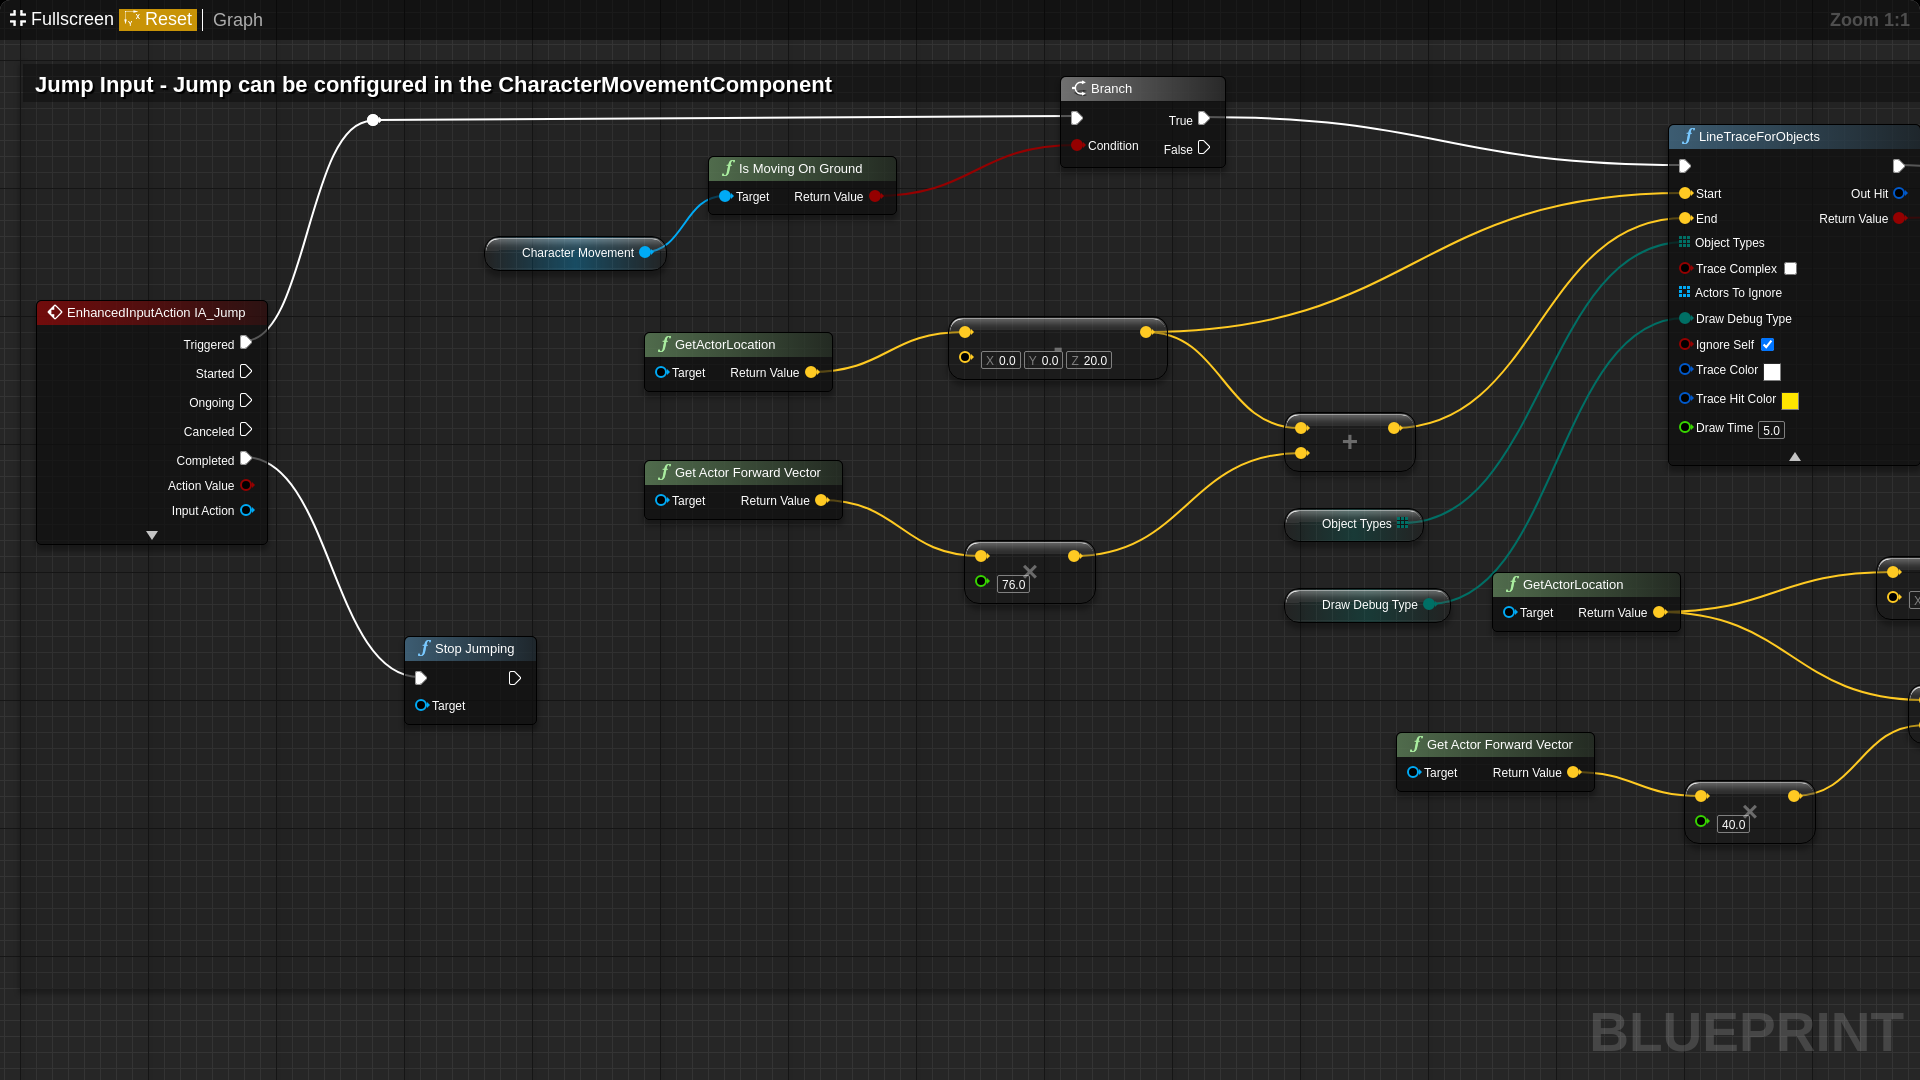 Fullscreen Reset Graph
Zoom 1:1
Jump Input - Jump can be configured in the CharacterMovementComponent
Branch
True
Condition
False
LineTraceForObjects
Start
Out Hit
End
Return Value
Object Types
Trace Complex
Actors To Ignore
Draw Debug Type
Ignore Self
Trace Color
Trace Hit Color
Draw Time 5.0
Is Moving On Ground
Target Return Value
Character Movement
EnhancedInputAction IA_Jump
Triggered
Started
Ongoing
Canceled
Completed
Action Value
Input Action
GetActorLocation
Target Return Value
-
X 0.0 Y 0.0 Z 20.0
+
Get Actor Forward Vector
Target Return Value
×
76.0
Object Types
Draw Debug Type
GetActorLocation
Target Return Value
X
Stop Jumping
Target
Get Actor Forward Vector
Target Return Value
×
40.0
BLUEPRINT